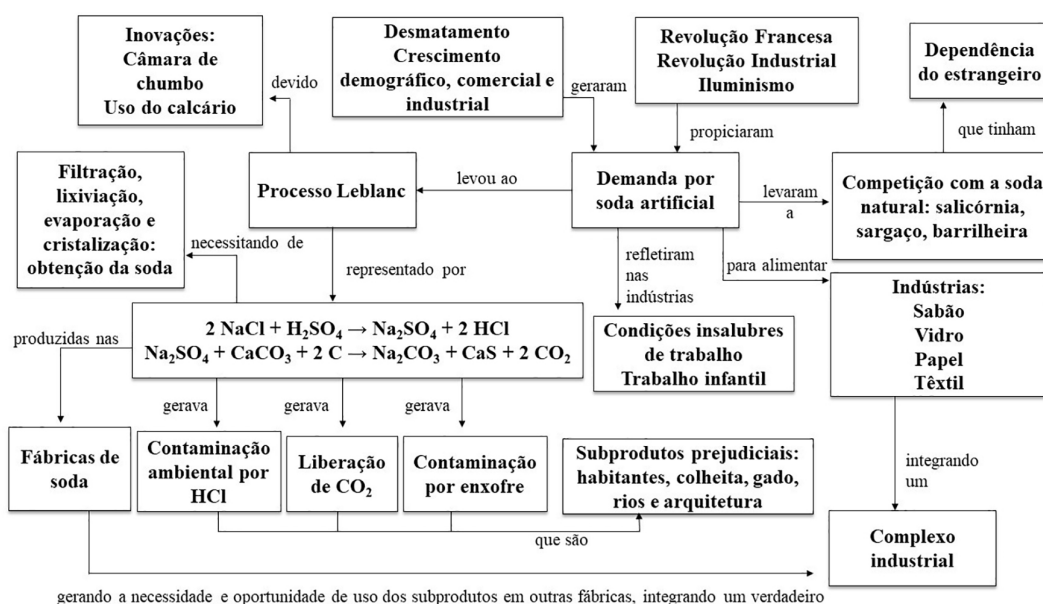 Inovações:
Câmara de
chumbo
Uso do calcário
devido
Desmatamento
Crescimento
demográfico, comercial e
industrial
geraram
Revolução Francesa
Revolução Industrial
Iluminismo
propiciaram
Dependência
do estrangeiro
que tinham
Filtração,
lixiviação,
evaporação e
cristalização:
obtenção da soda
necessitando de
Processo Leblanc
levou ao
Demanda por
soda artificial
levaram
a
Competição com a soda
natural: salicórnia,
sargaço, barrilheira
representado por
refletiram
nas
indústrias
para alimentar
2 NaCl + H₂SO₄ → Na₂SO₄ + 2 HCl
Na₂SO₄ + CaCO₃ + 2 C → Na₂CO₃ + CaS + 2 CO₂
produzidas nas
Condições insalubres
de trabalho
Trabalho infantil
Indústrias:
Sabão
Vidro
Papel
Têxtil
gerava
gerava
gerava
Fábricas de
soda
Contaminação
ambiental por
HCl
Liberação
de CO₂
Contaminação
por enxofre
Subprodutos prejudiciais:
habitantes, colheita, gado,
rios e arquitetura
que são
integrando
um
Complexo
industrial
gerando a necessidade e oportunidade de uso dos subprodutos em outras fábricas, integrando um verdadeiro